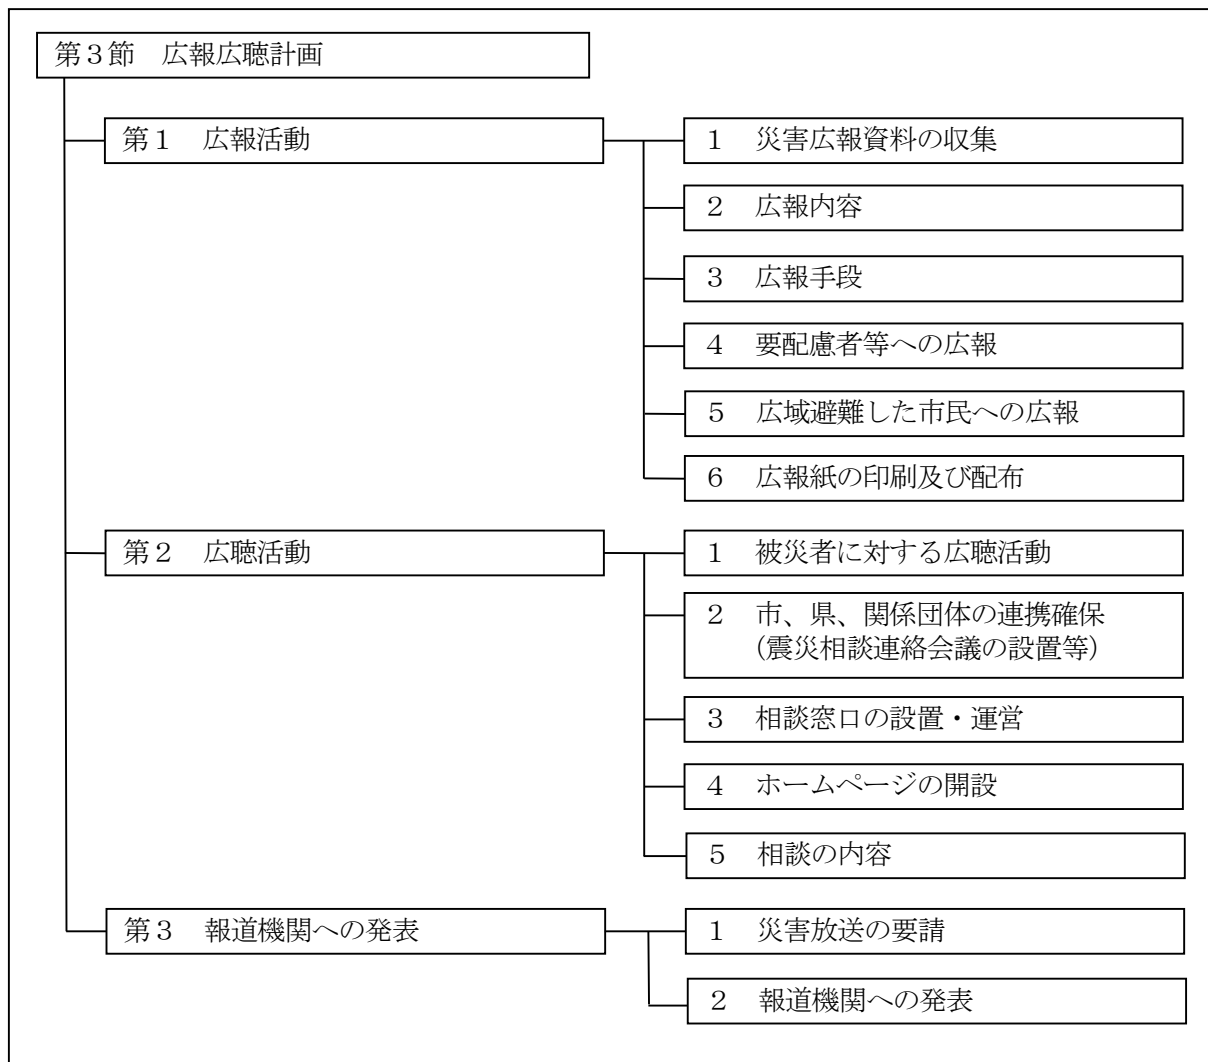 第３節　広報広聴計画
第１　広報活動
１　災害広報資料の収集
２　広報内容
３　広報手段
４　要配慮者等への広報
５　広域避難した市民への広報
６　広報紙の印刷及び配布
第２　広聴活動
１　被災者に対する広聴活動
２　市、県、関係団体の連携確保
（震災相談連絡会議の設置等）
３　相談窓口の設置・運営
４　ホームページの開設
５　相談の内容
第３　報道機関への発表
１　災害放送の要請
２　報道機関への発表